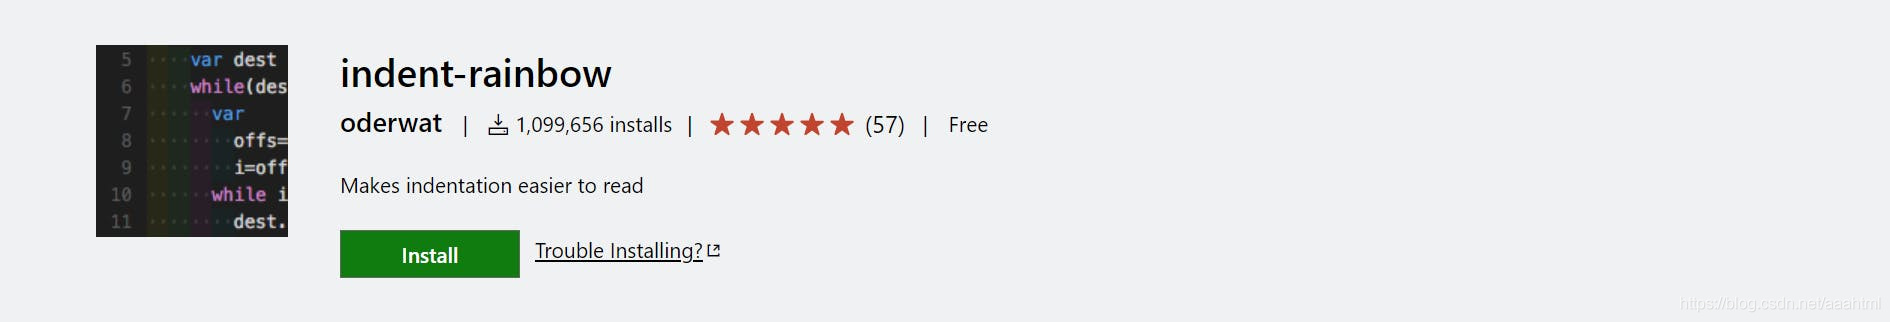 5 var dest
6 while(des
7 var
8 offs=
9 i=off
10 while i
11 dest.
indent-rainbow
oderwat | 1,099,656 installs | (57) | Free
Makes indentation easier to read
Install Trouble Installing?
https://blog.csdn.net/aaahtml